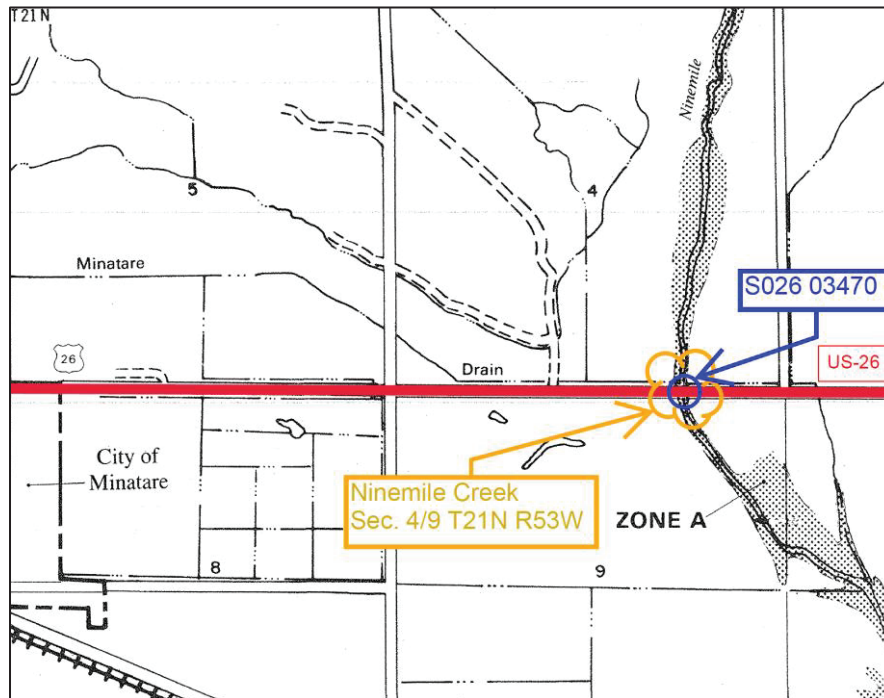 T21N
Ninemile
5
4
Minatare
S026 03470
26
Drain
US-26
City of
Minatare
Ninemile Creek
Sec. 4/9 T21N R53W
ZONE A
8
9